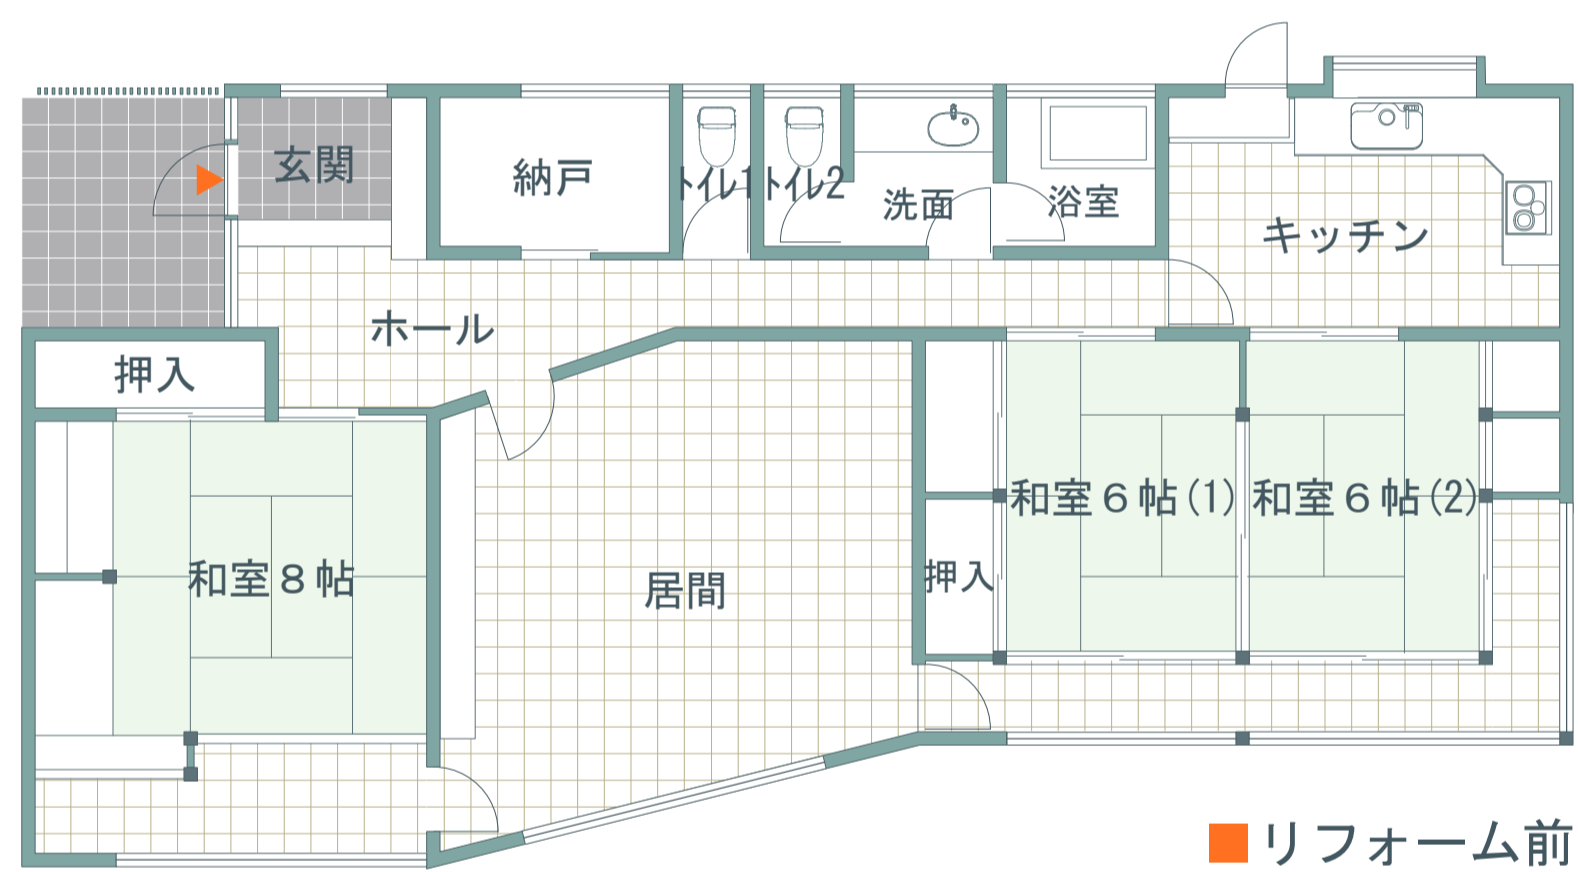 玄関
納戸
トイレ1
トイレ2
洗面
浴室
キッチン
ホール
押入
和室８帖
居間
押入
和室６帖(1)
和室６帖(2)
リフォーム前